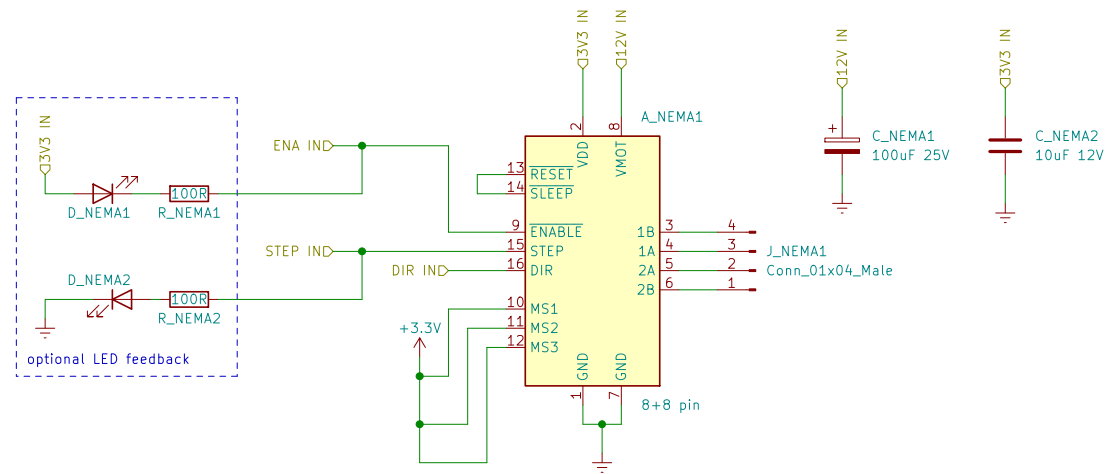 3V3 IN
12V IN
12V IN
3V3 IN
A_NEMA1
2
8
VDD
VMOT
3V3 IN
ENA IN
+
C_NEMA1
100uF 25V
C_NEMA2
10uF 12V
13
RESET
14
SLEEP
100R
D_NEMA1
R_NEMA1
9
ENABLE
1B
3
4
STEP IN
15
STEP
1A
4
3
J_NEMA1
DIR IN
16
DIR
2A
5
2
Conn_01x04_Male
D_NEMA2
2B
6
1
100R
R_NEMA2
10
MS1
+3.3V
11
MS2
12
MS3
optional LED feedback
GND
GND
1
7
8+8 pin